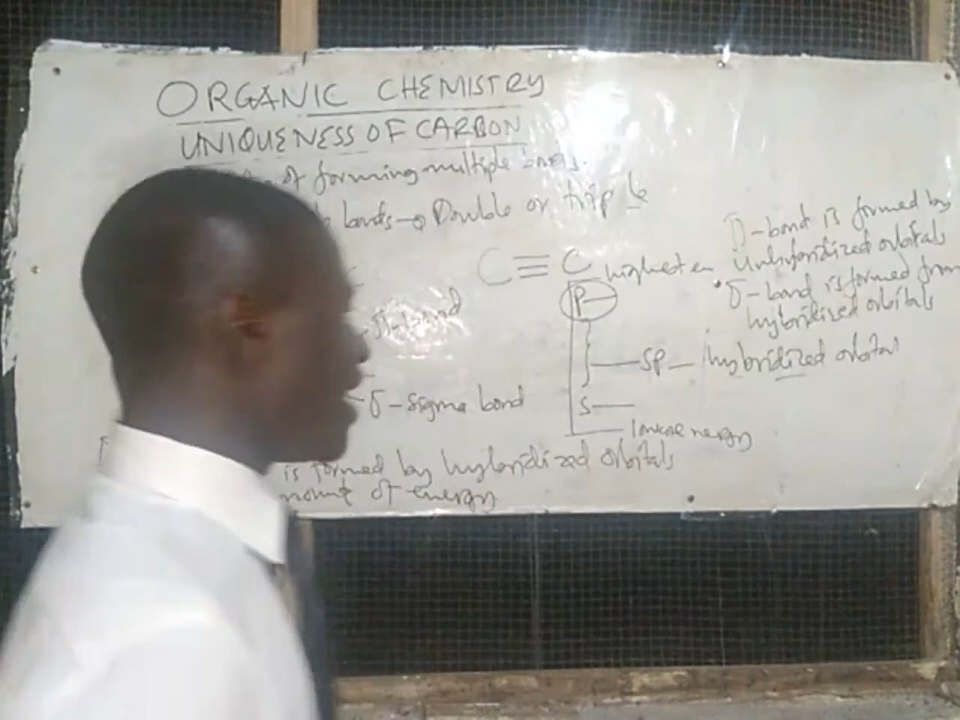 ORGANIC CHEMISTRY
UNIQUENESS OF CARBON
of forming multiple bonds.
bonds → Double or triple
C ≡ C
highest en
P
SP — hybridized orbital
S
lowest energy
π-bond
σ-sigma bond
is formed by hybridized orbitals
of energy
π-bond is formed by
Unhybridized orbitals
σ-bond is formed from
hybridized orbitals